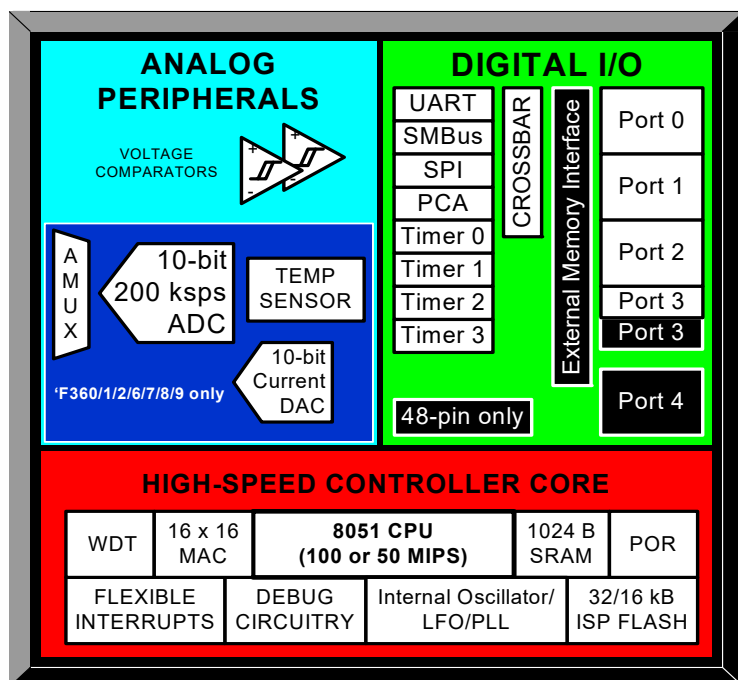 ANALOG
PERIPHERALS
VOLTAGE
COMPARATORS
+
-
+
-
A
M
U
X
10-bit
200 ksps
ADC
TEMP
SENSOR
10-bit
Current
DAC
‘F360/1/2/6/7/8/9 only
DIGITAL I/O
UART
SMBus
SPI
PCA
Timer 0
Timer 1
Timer 2
Timer 3
CROSSBAR
External Memory Interface
Port 0
Port 1
Port 2
Port 3
Port 3
Port 4
48-pin only
HIGH-SPEED CONTROLLER CORE
WDT
16 x 16
MAC
8051 CPU
(100 or 50 MIPS)
1024 B
SRAM
POR
FLEXIBLE
INTERRUPTS
DEBUG
CIRCUITRY
Internal Oscillator/
LFO/PLL
32/16 kB
ISP FLASH